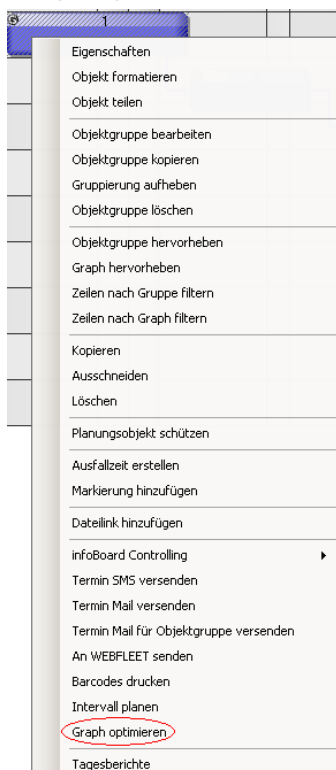 G
1
Eigenschaften
Objekt formatieren
Objekt teilen
Objektgruppe bearbeiten
Objektgruppe kopieren
Gruppierung aufheben
Objektgruppe löschen
Objektgruppe hervorheben
Graph hervorheben
Zeilen nach Gruppe filtern
Zeilen nach Graph filtern
Kopieren
Ausschneiden
Löschen
Planungsobjekt schützen
Ausfallzeit erstellen
Markierung hinzufügen
Dateilink hinzufügen
infoBoard Controlling
Termin SMS versenden
Termin Mail versenden
Termin Mail für Objektgruppe versenden
An WEBFLEET senden
Barcodes drucken
Intervall planen
Graph optimieren
Tagesberichte